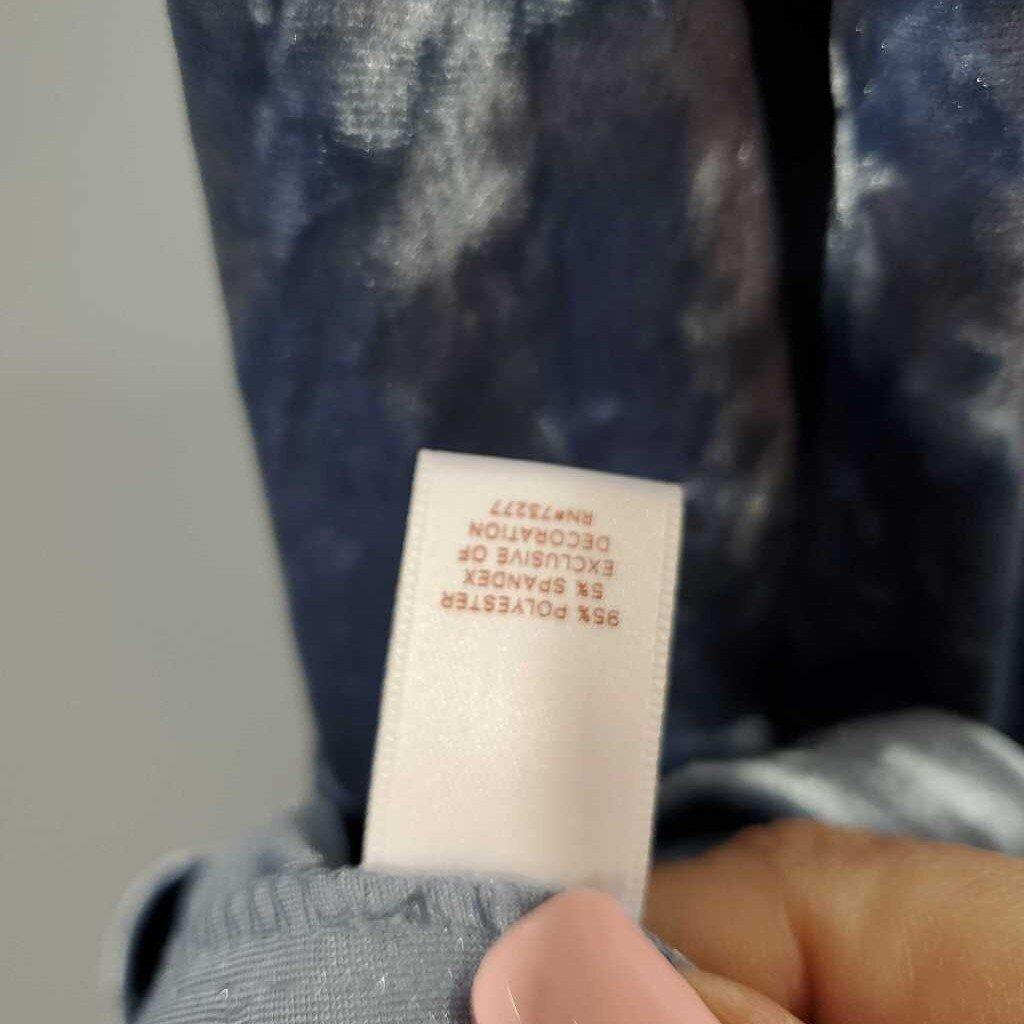 95% POLYESTER
5% SPANDEX
EXCLUSIVE OF
DECORATION
RN#73277